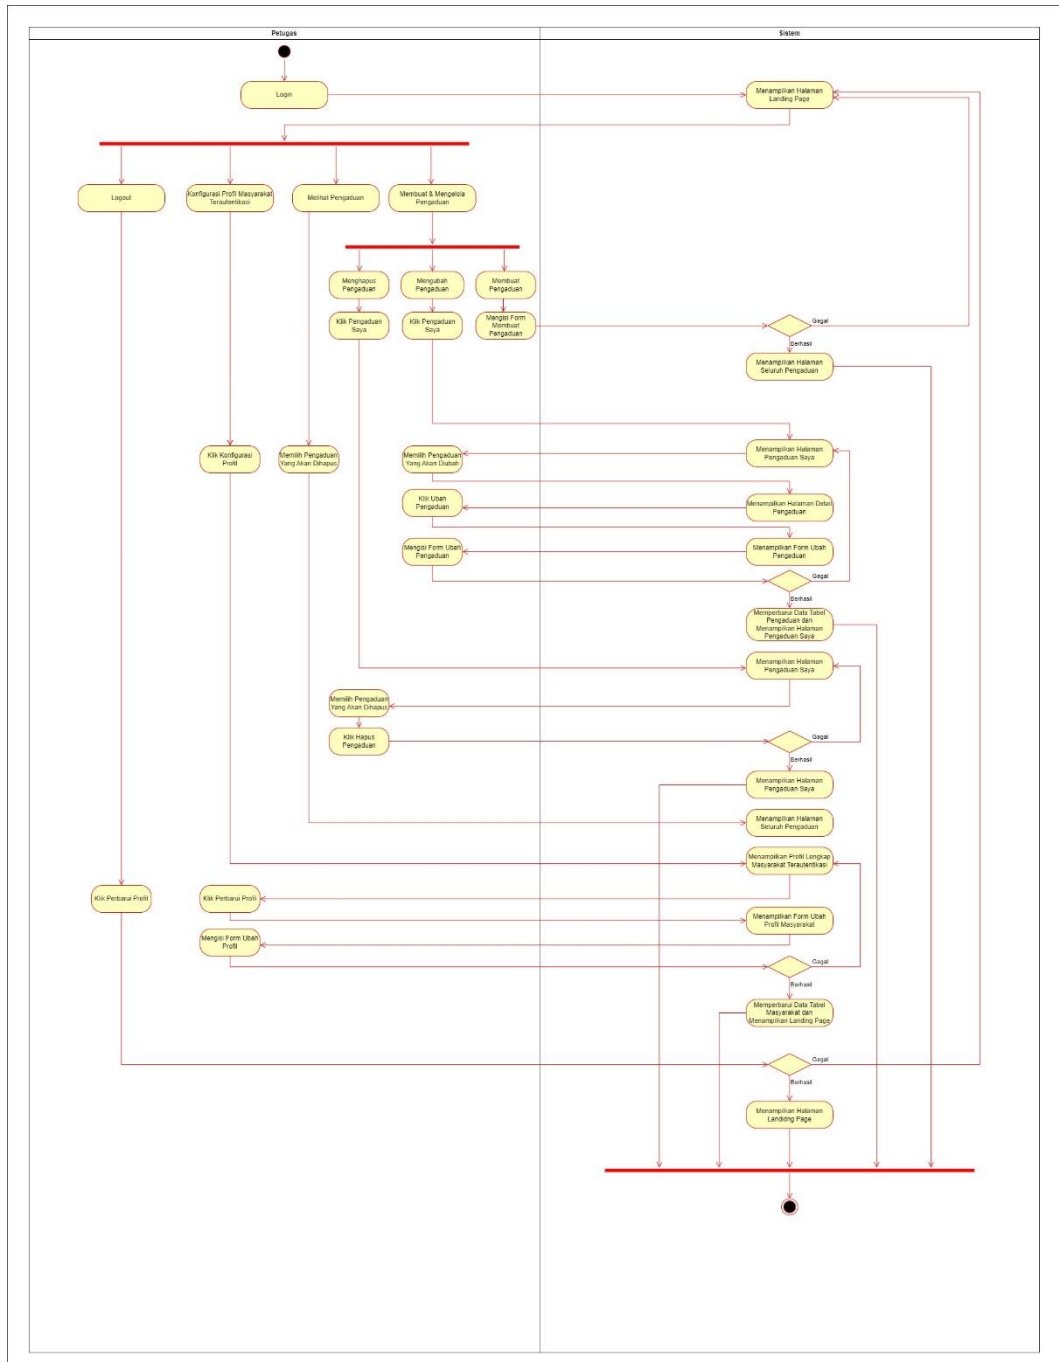 Petugas
Sistem
Login
Menampilkan Halaman
Landing Page
Logout
Konfigurasi Profil Masyarakat
Terautentikasi
Melihat Pengaduan
Membuat & Mengelola
Pengaduan
Menghapus
Pengaduan
Mengubah
Pengaduan
Membuat
Pengaduan
Klik Pengaduan
Saya
Klik Pengaduan
Saya
Mengisi Form
Membuat
Pengaduan
Gagal
Berhasil
Menampilkan Halaman
Seluruh Pengaduan
Klik Konfigurasi
Profil
Memilih Pengaduan
Yang Akan Dihapus
Memilih Pengaduan
Yang Akan Diubah
Menampilkan Halaman
Pengaduan Saya
Klik Ubah
Pengaduan
Menampilkan Halaman Detail
Pengaduan
Mengisi Form Ubah
Pengaduan
Menampilkan Form Ubah
Pengaduan
Gagal
Berhasil
Memperbarui Data Tabel
Pengaduan dan
Menampilkan Halaman
Pengaduan Saya
Menampilkan Halaman
Pengaduan Saya
Memilih Pengaduan
Yang Akan Dihapus
Klik Hapus
Pengaduan
Gagal
Berhasil
Menampilkan Halaman
Pengaduan Saya
Menampilkan Halaman
Seluruh Pengaduan
Menampilkan Profil Lengkap
Masyarakat Terautentikasi
Klik Perbarui Profil
Klik Perbarui Profil
Menampilkan Form Ubah
Profil Masyarakat
Mengisi Form Ubah
Profil
Gagal
Berhasil
Memperbarui Data Tabel
Masyarakat dan
Menampilkan Landing Page
Gagal
Berhasil
Menampilkan Halaman
Landidng Page